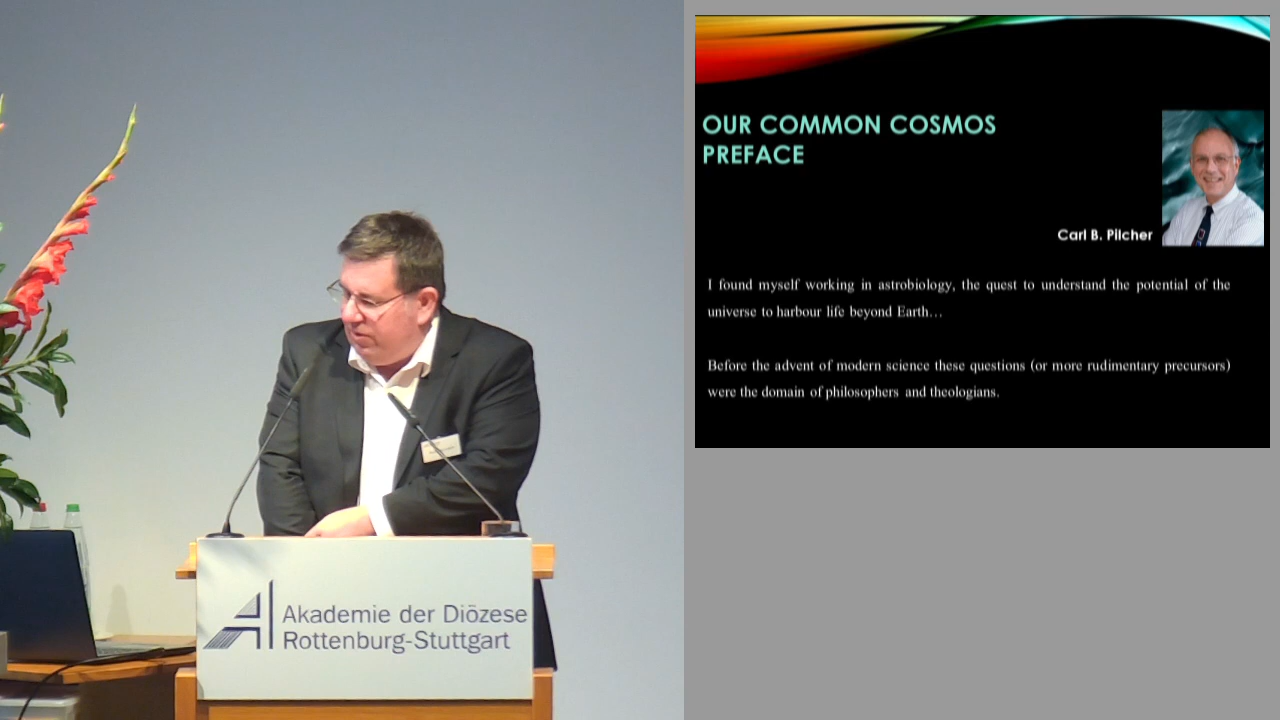 OUR COMMON COSMOS
PREFACE
Carl B. Pilcher
I found myself working in astrobiology, the quest to understand the potential of the
universe to harbour life beyond Earth…
Before the advent of modern science these questions (or more rudimentary precursors)
were the domain of philosophers and theologians.
Akademie der Diözese
Rottenburg-Stuttgart